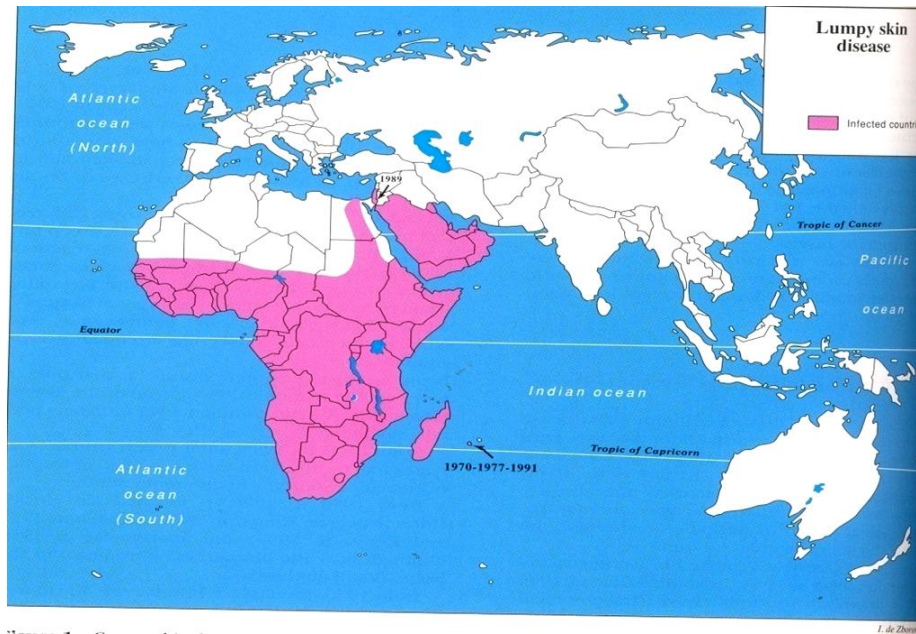 Lumpy skin
disease
Infected countri
Atlantic
ocean
(North)
1989
Tropic of Cancer
Pacific
ocean
Equator
Indian ocean
Tropic of Capricorn
1970-1977-1991
Atlantic
ocean
(South)